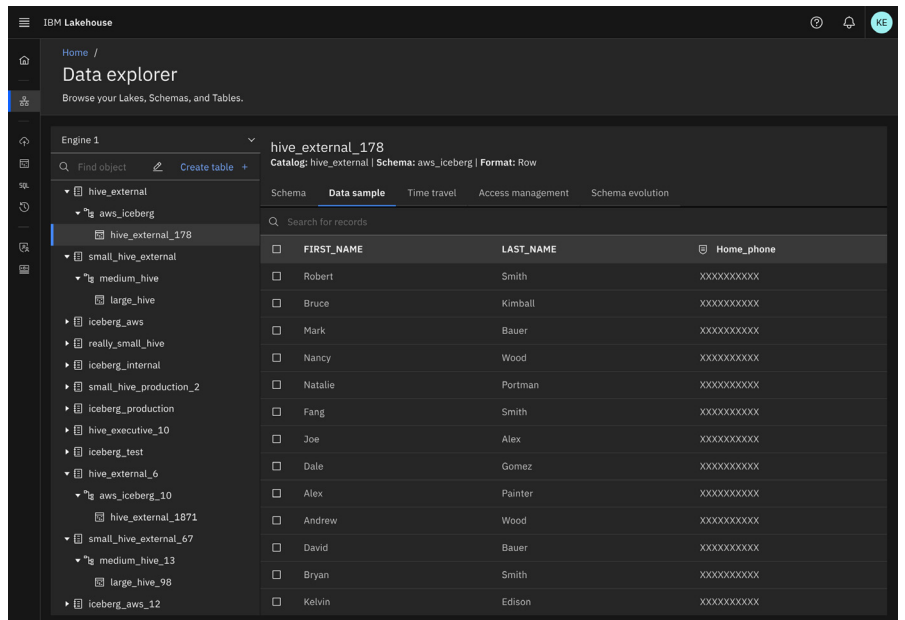 IBM Lakehouse
KE
Home /
Data explorer
Browse your Lakes, Schemas, and Tables.
SQL
Engine 1
Find object
Create table +
hive_external
aws_iceberg
hive_external_178
small_hive_external
medium_hive
large_hive
iceberg_aws
really_small_hive
iceberg_internal
small_hive_production_2
iceberg_production
hive_executive_10
iceberg_test
hive_external_6
aws_iceberg_10
hive_external_1871
small_hive_external_67
medium_hive_13
large_hive_98
iceberg_aws_12
hive_external_178
Catalog: hive_external | Schema: aws_iceberg | Format: Row
Schema Data sample Time travel Access management Schema evolution
Search for records
FIRST_NAME LAST_NAME Home_phone
Robert Smith XXXXXXXXXX
Bruce Kimball XXXXXXXXXX
Mark Bauer XXXXXXXXXX
Nancy Wood XXXXXXXXXX
Natalie Portman XXXXXXXXXX
Fang Smith XXXXXXXXXX
Joe Alex XXXXXXXXXX
Dale Gomez XXXXXXXXXX
Alex Painter XXXXXXXXXX
Andrew Wood XXXXXXXXXX
David Bauer XXXXXXXXXX
Bryan Smith XXXXXXXXXX
Kelvin Edison XXXXXXXXXX